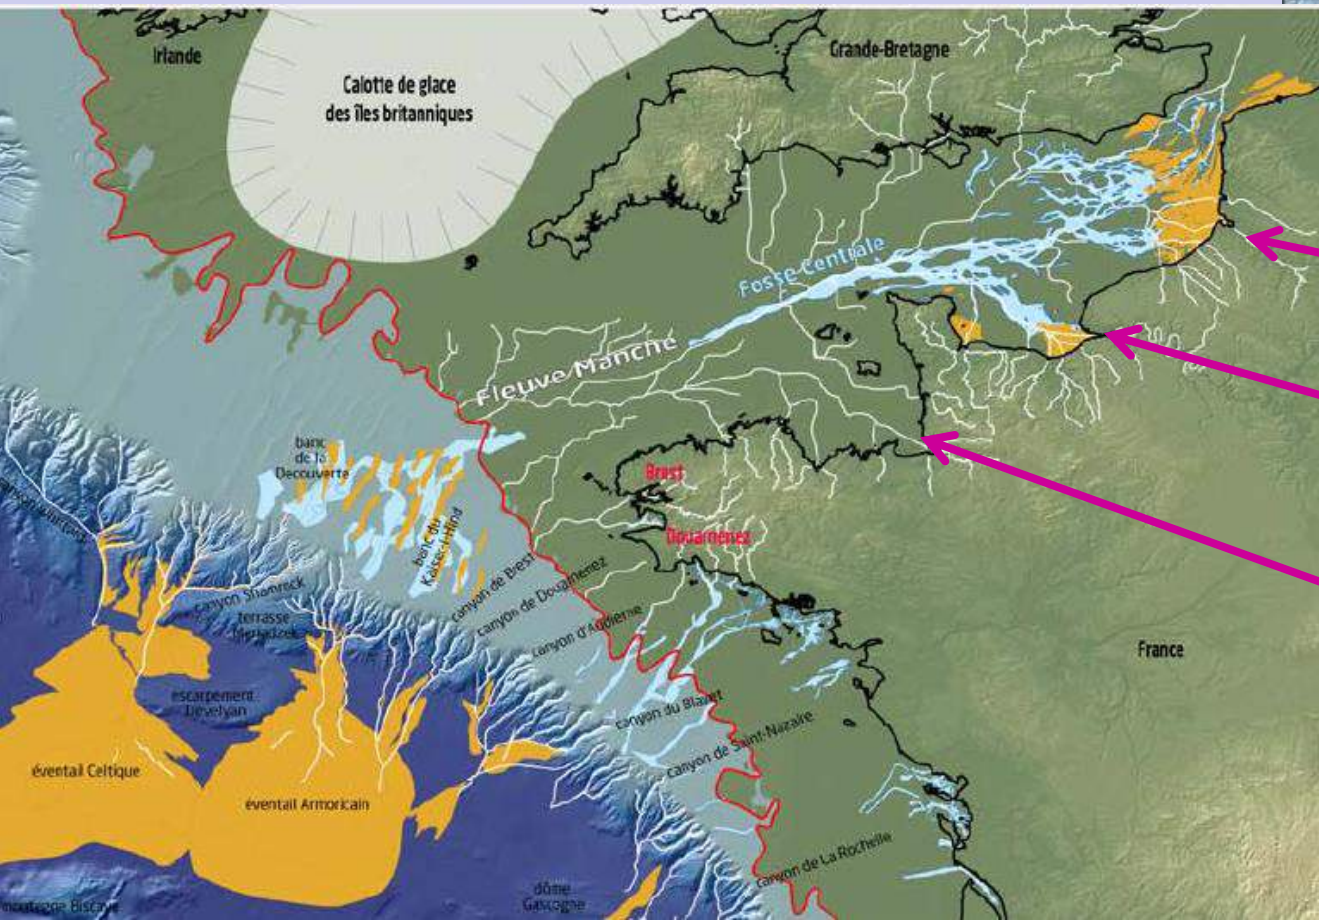 Irlande
Calotte de glace
des îles britanniques
Grande-Bretagne
Fosse Centrale
Fleuve Manche
banc
de la
Decouverte
banc du
Kaiser-I-Hind
Brest
Douarnenez
canyon Shamrock
terrasse
Meriadzek
canyon de Brest
canyon de Douarnenez
canyon d'Audierne
escarpement
canyon du Blavet
canyon de Saint-Nazaire
France
éventail Celtique
éventail Armoricain
canyon de La Rochelle
dôme
Gascogne
montagne Biscaye